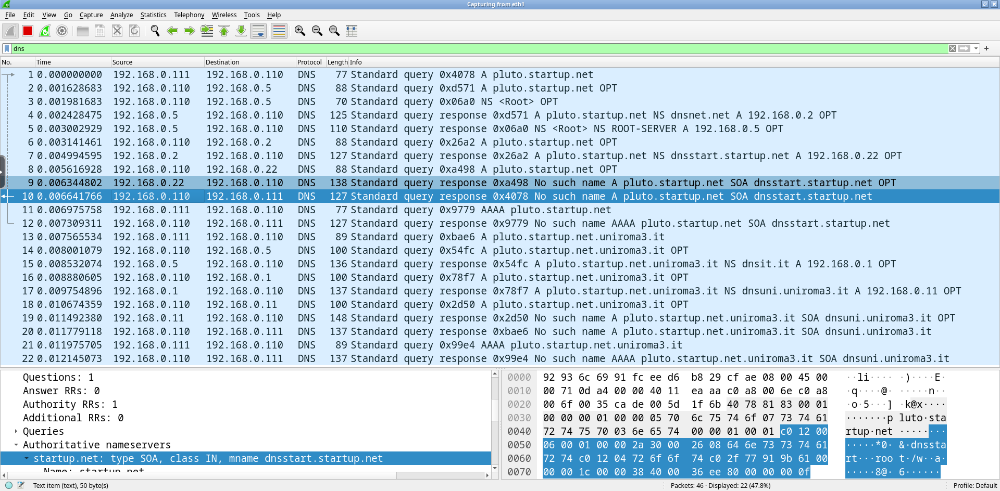 Capturing from eth1
File Edit View Go Capture Analyze Statistics Telephony Wireless Tools Help
dns
No. Time Source Destination Protocol Length Info
1 0.000000000 192.168.0.111 192.168.0.110 DNS 77 Standard query 0x4078 A pluto.startup.net
2 0.001628683 192.168.0.110 192.168.0.5 DNS 88 Standard query 0xd571 A pluto.startup.net OPT
3 0.001981683 192.168.0.110 192.168.0.5 DNS 70 Standard query 0x06a0 NS <Root> OPT
4 0.002428475 192.168.0.5 192.168.0.110 DNS 125 Standard query response 0xd571 A pluto.startup.net NS dnsnet.net A 192.168.0.2 OPT
5 0.003002929 192.168.0.5 192.168.0.110 DNS 110 Standard query response 0x06a0 NS <Root> NS ROOT-SERVER A 192.168.0.5 OPT
6 0.003141461 192.168.0.110 192.168.0.2 DNS 88 Standard query 0x26a2 A pluto.startup.net OPT
7 0.004994595 192.168.0.2 192.168.0.110 DNS 127 Standard query response 0x26a2 A pluto.startup.net NS dnsstart.startup.net A 192.168.0.22 OPT
8 0.005616928 192.168.0.110 192.168.0.22 DNS 88 Standard query 0xa498 A pluto.startup.net OPT
9 0.006344802 192.168.0.22 192.168.0.110 DNS 138 Standard query response 0xa498 No such name A pluto.startup.net SOA dnsstart.startup.net OPT
10 0.006641766 192.168.0.110 192.168.0.111 DNS 127 Standard query response 0x4078 No such name A pluto.startup.net SOA dnsstart.startup.net
11 0.006975758 192.168.0.111 192.168.0.110 DNS 77 Standard query 0x9779 AAAA pluto.startup.net
12 0.007309311 192.168.0.110 192.168.0.111 DNS 127 Standard query response 0x9779 No such name AAAA pluto.startup.net SOA dnsstart.startup.net
13 0.007565534 192.168.0.111 192.168.0.110 DNS 89 Standard query 0xbae6 A pluto.startup.net.uniroma3.it
14 0.008001079 192.168.0.110 192.168.0.5 DNS 100 Standard query 0x54fc A pluto.startup.net.uniroma3.it OPT
15 0.008532074 192.168.0.5 192.168.0.110 DNS 136 Standard query response 0x54fc A pluto.startup.net.uniroma3.it NS dnsit.it A 192.168.0.1 OPT
16 0.008880605 192.168.0.110 192.168.0.1 DNS 100 Standard query 0x78f7 A pluto.startup.net.uniroma3.it OPT
17 0.009754896 192.168.0.1 192.168.0.110 DNS 137 Standard query response 0x78f7 A pluto.startup.net.uniroma3.it NS dnsuni.uniroma3.it A 192.168.0.11 OPT
18 0.010674359 192.168.0.110 192.168.0.11 DNS 100 Standard query 0x2d50 A pluto.startup.net.uniroma3.it OPT
19 0.011492380 192.168.0.11 192.168.0.110 DNS 148 Standard query response 0x2d50 No such name A pluto.startup.net.uniroma3.it SOA dnsuni.uniroma3.it OPT
20 0.011779118 192.168.0.110 192.168.0.111 DNS 137 Standard query response 0xbae6 No such name A pluto.startup.net.uniroma3.it SOA dnsuni.uniroma3.it
21 0.011975705 192.168.0.111 192.168.0.110 DNS 89 Standard query 0x99e4 AAAA pluto.startup.net.uniroma3.it
22 0.012145073 192.168.0.110 192.168.0.111 DNS 137 Standard query response 0x99e4 No such name AAAA pluto.startup.net.uniroma3.it SOA dnsuni.uniroma3.it
Questions: 1
Answer RRs: 0
Authority RRs: 1
Additional RRs: 0
Queries
Authoritative nameservers
startup.net: type SOA, class IN, mname dnsstart.startup.net
Name: startup.net
0000 92 93 6c 69 91 fc ee d6 b8 29 cf ae 08 00 45 00 ··li···· ·)····E·
0010 00 71 0d a4 00 00 40 11 ea aa c0 a8 00 6e c0 a8 ·q····@· ·····n··
0020 00 6f 00 35 ca de 00 5d 1f 6b 40 78 81 83 00 01 ·o·5···] ·k@x····
0030 00 00 00 01 00 00 05 70 6c 75 74 6f 07 73 74 61 ·······p luto·sta
0040 72 74 75 70 03 6e 65 74 00 00 01 00 01 c0 12 00 rtup·net ········
0050 06 00 01 00 00 2a 30 00 26 08 64 6e 73 73 74 61 ·····*0· &·dnssta
0060 72 74 c0 12 04 72 6f 6f 74 c0 2f 77 91 9b 61 00 rt···roo t·/w··a·
0070 00 00 1c 00 00 38 40 00 36 ee 80 00 00 00 0f ·····8@· 6······
Text item (text), 50 byte(s)
Packets: 46 · Displayed: 22 (47.8%)
Profile: Default